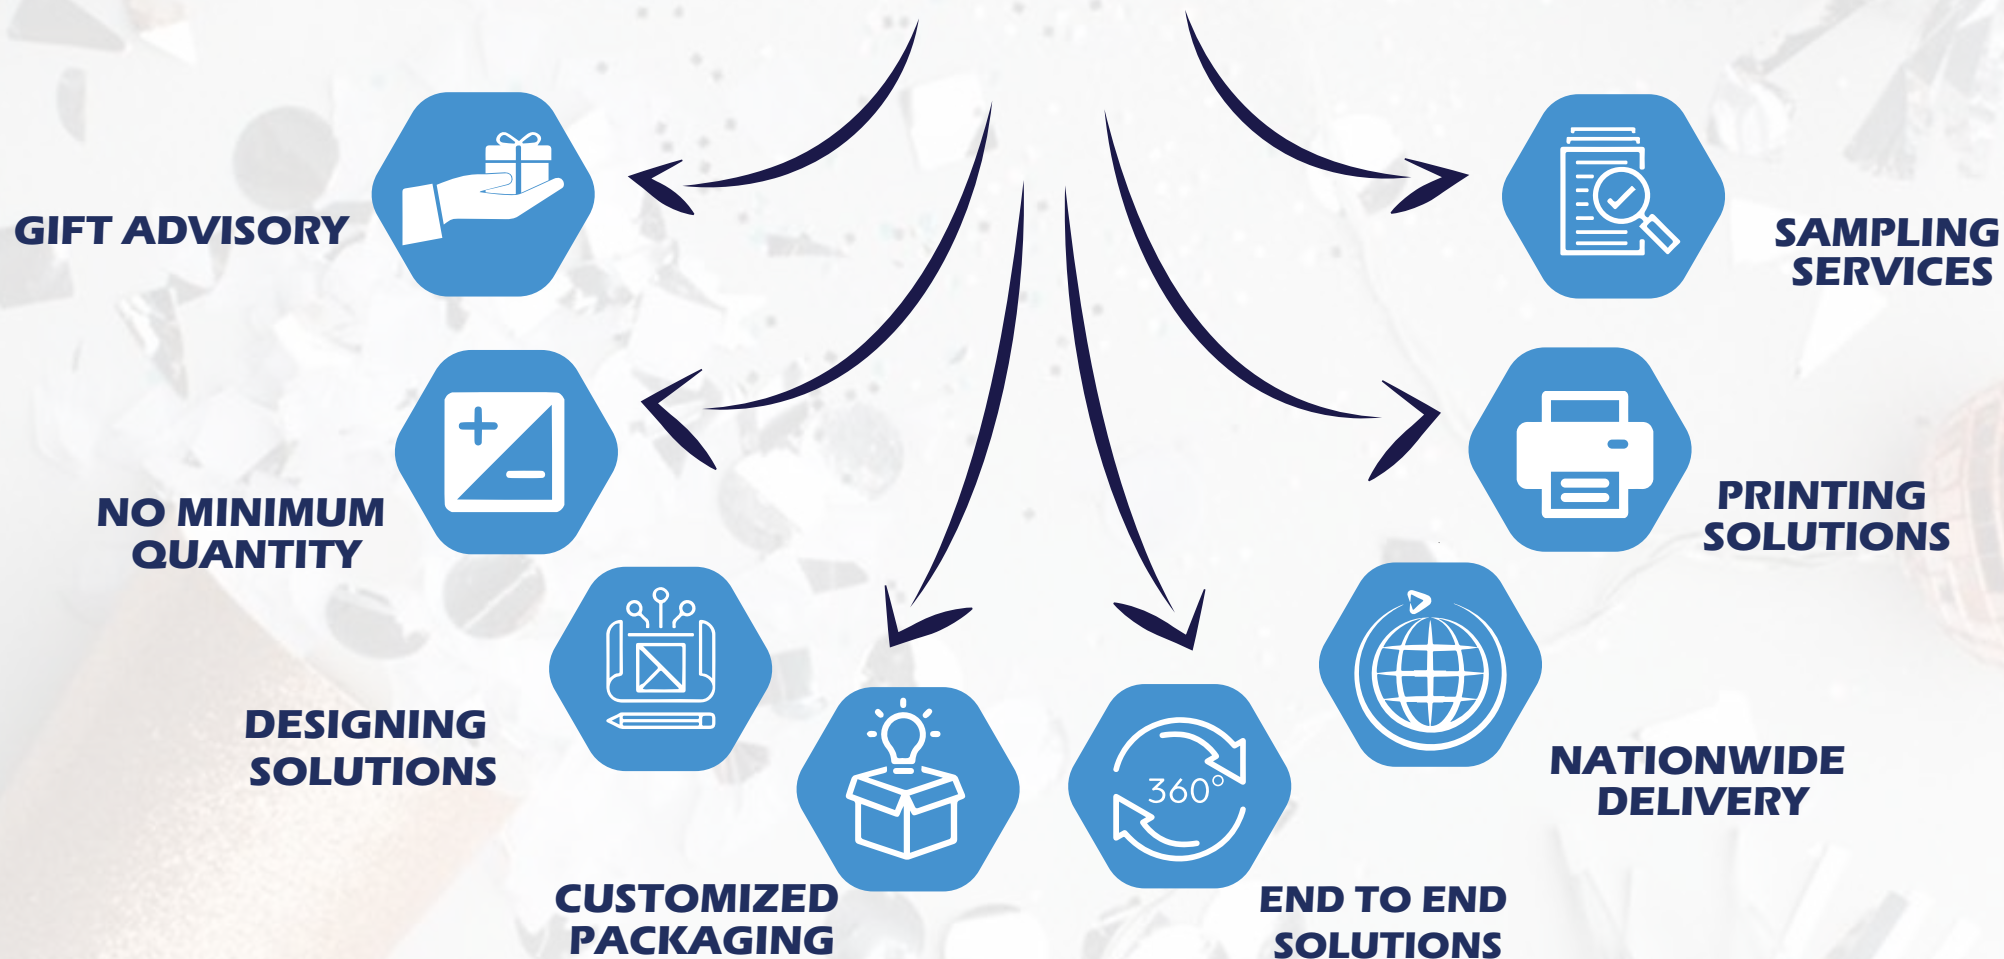 GIFT ADVISORY
NO MINIMUM
QUANTITY
DESIGNING
SOLUTIONS
CUSTOMIZED
PACKAGING
360°
END TO END
SOLUTIONS
NATIONWIDE
DELIVERY
PRINTING
SOLUTIONS
SAMPLING
SERVICES